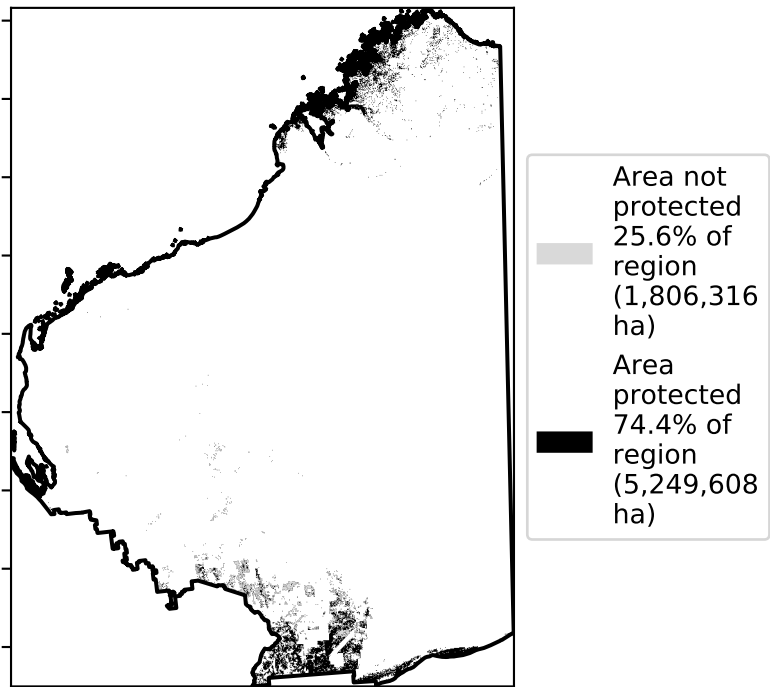 Area not
protected
25.6% of
region
(1,806,316
ha)
Area
protected
74.4% of
region
(5,249,608
ha)